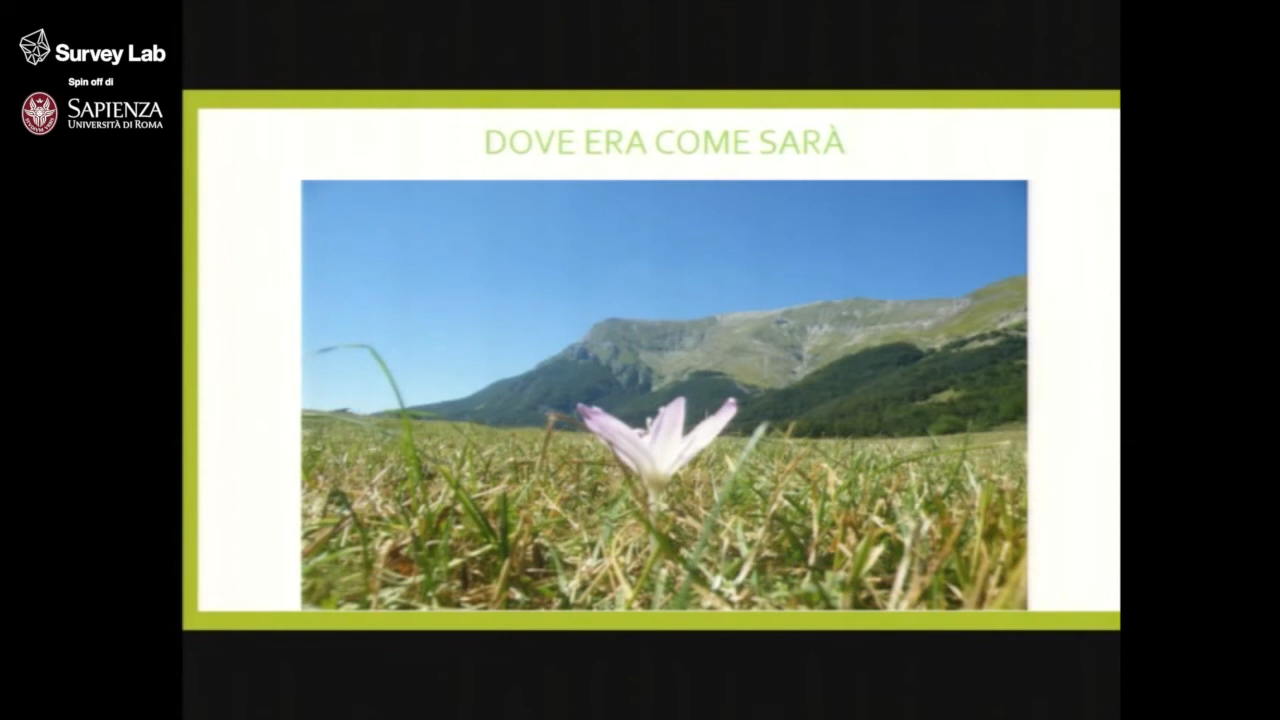 Survey Lab
Spin off di
SAPIENZA
UNIVERSITÀ DI ROMA
DOVE ERA COME SARÀ